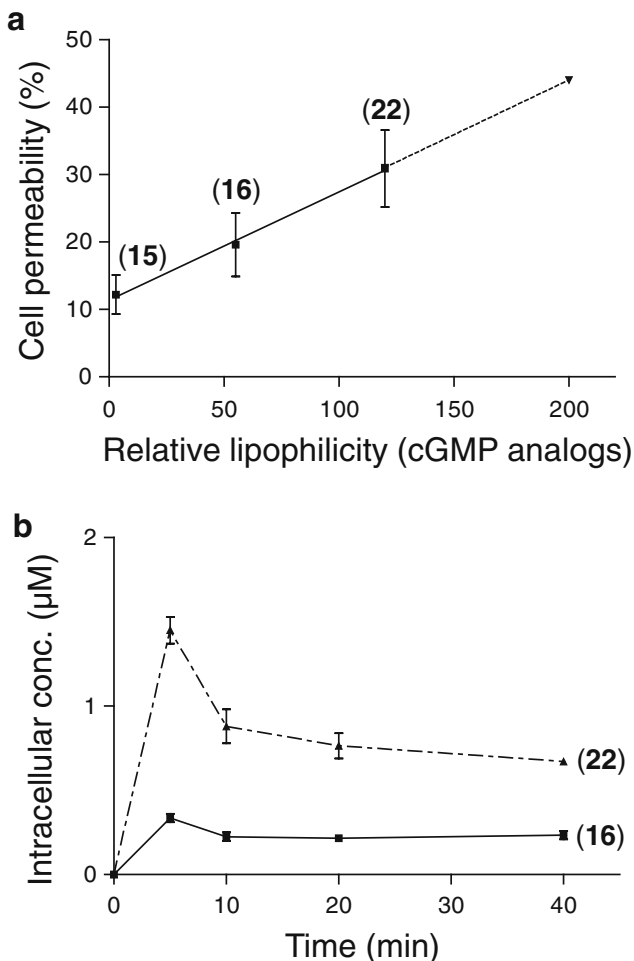 a
Cell permeability (%)
50
40
30
20
10
0
(15)
(16)
(22)
0 50 100 150 200
Relative lipophilicity (cGMP analogs)
b
Intracellular conc. (µM)
2
1
0
(22)
(16)
0 10 20 30 40
Time (min)